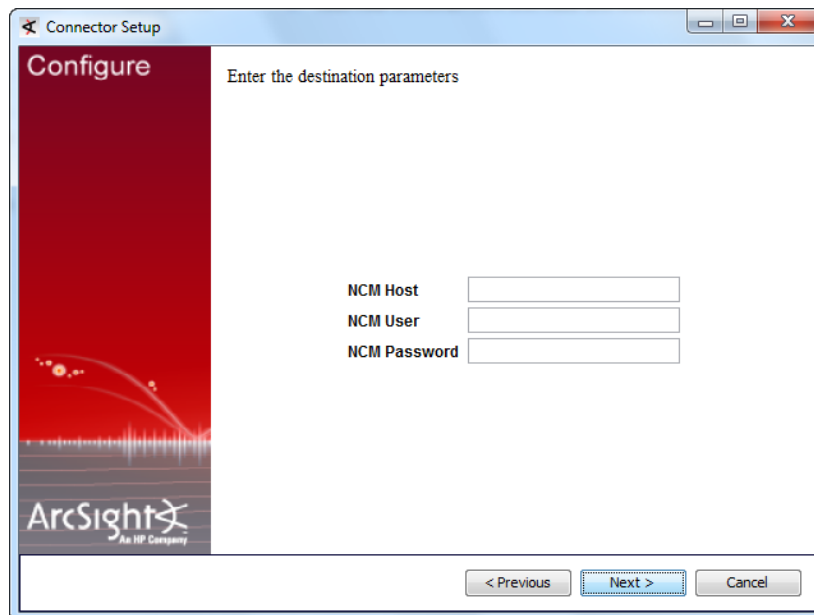 Connector Setup
Configure
Enter the destination parameters
NCM Host
NCM User
NCM Password
ArcSight
An HP Company
< Previous
Next >
Cancel